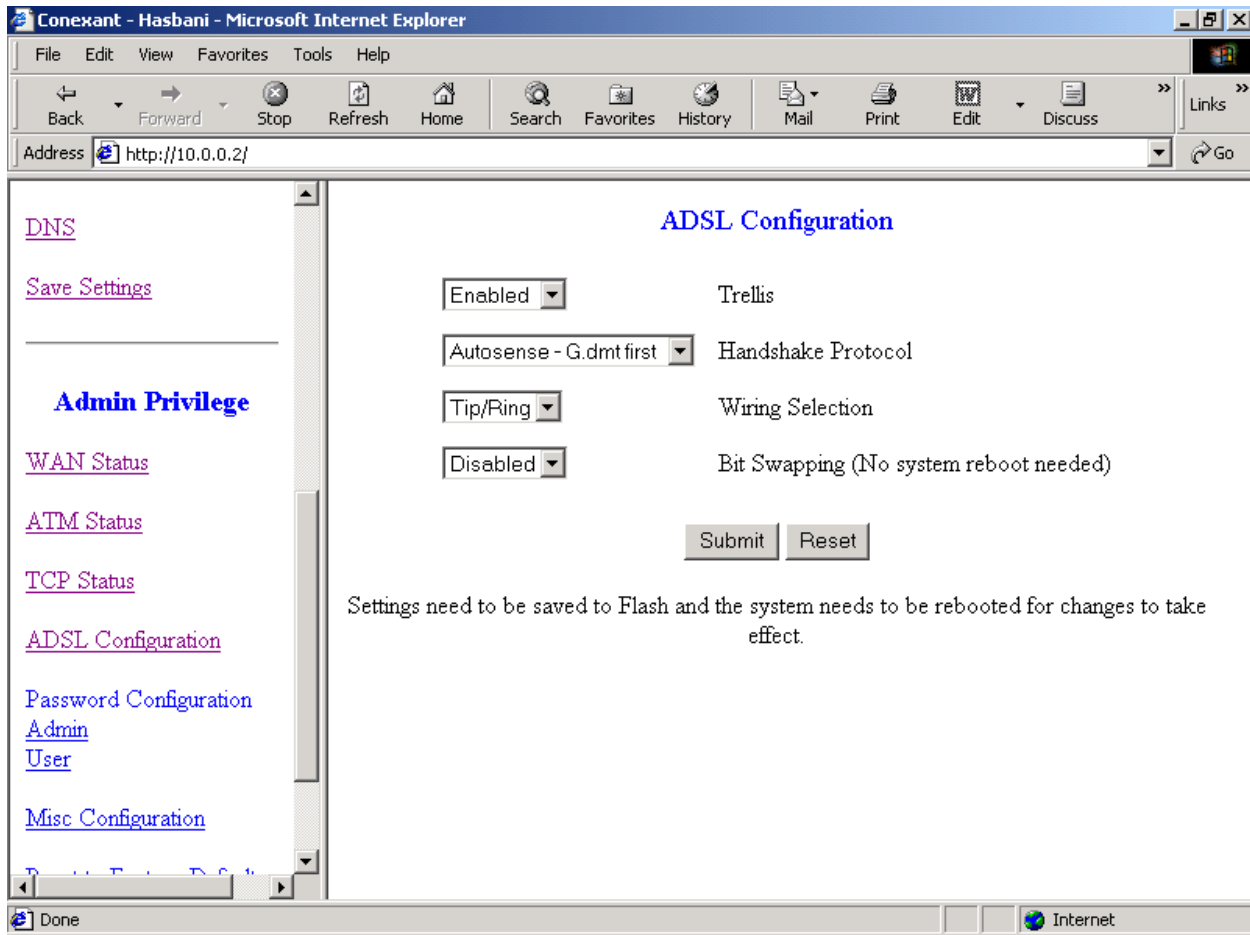 Conexant - Hasbani - Microsoft Internet Explorer
File Edit View Favorites Tools Help
Back Forward Stop Refresh Home Search Favorites History Mail Print Edit Discuss » Links »
Address http://10.0.0.2/ Go
DNS
Save Settings
Admin Privilege
WAN Status
ATM Status
TCP Status
ADSL Configuration
Password Configuration
Admin
User
Misc Configuration
ADSL Configuration
Enabled Trellis
Autosense - G.dmt first Handshake Protocol
Tip/Ring Wiring Selection
Disabled Bit Swapping (No system reboot needed)
Submit Reset
Settings need to be saved to Flash and the system needs to be rebooted for changes to take
effect.
Done Internet